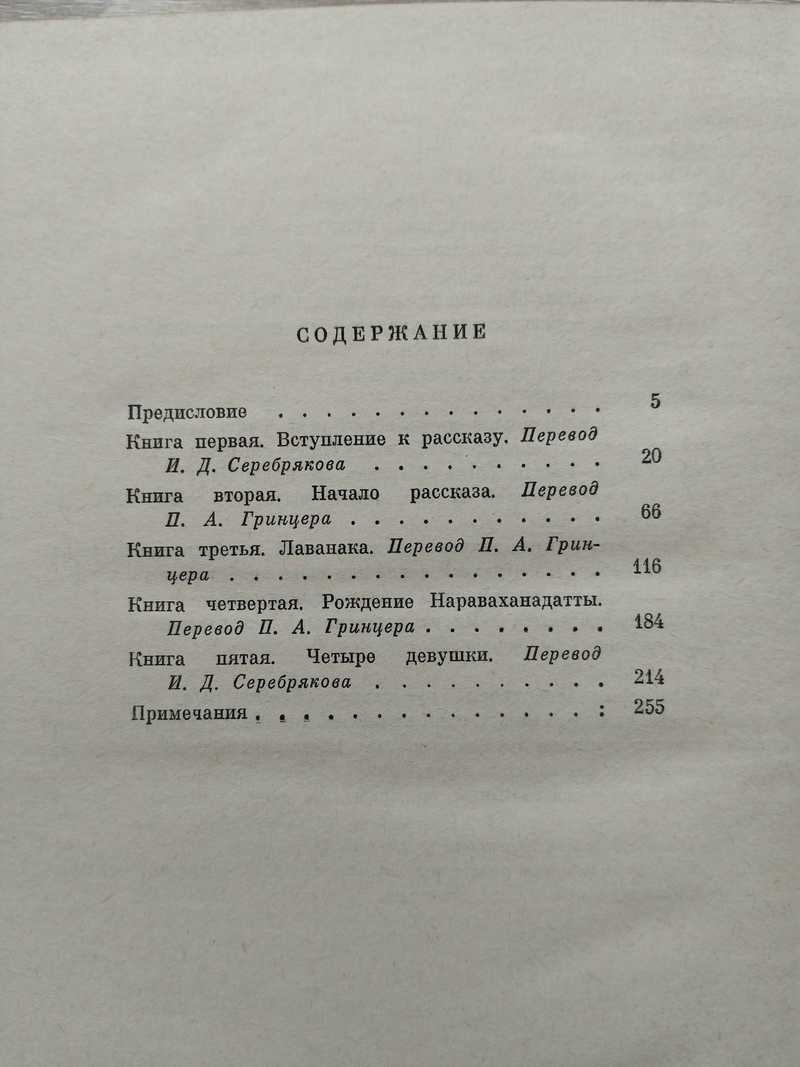 СОДЕРЖАНИЕ
Предисловие . . . . . . . . . . . . . . 5
Книга первая. Вступление к рассказу. Перевод
И. Д. Серебрякова . . . . . . . . . . 20
Книга вторая. Начало рассказа. Перевод
П. А. Гринцера . . . . . . . . . . . 66
Книга третья. Лаванака. Перевод П. А. Грин-
цера . . . . . . . . . . . . . . . . 116
Книга четвертая. Рождение Нараваханадатты.
Перевод П. А. Гринцера . . . . . . . . 184
Книга пятая. Четыре девушки. Перевод
И. Д. Серебрякова . . . . . . . . . . 214
Примечания . . . . . . . . . . . . . . : 255